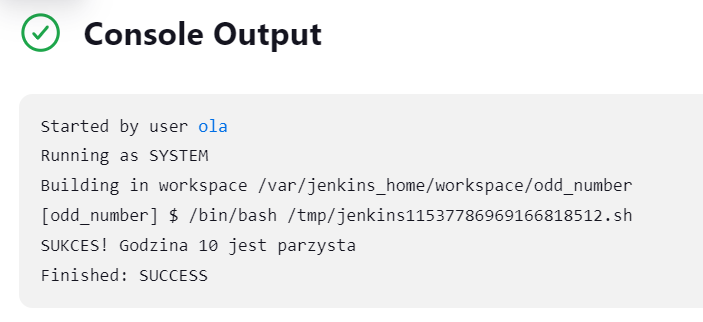 Console Output
Started by user ola
Running as SYSTEM
Building in workspace /var/jenkins_home/workspace/odd_number
[odd_number] $ /bin/bash /tmp/jenkins11537786969166818512.sh
SUKCES! Godzina 10 jest parzysta
Finished: SUCCESS